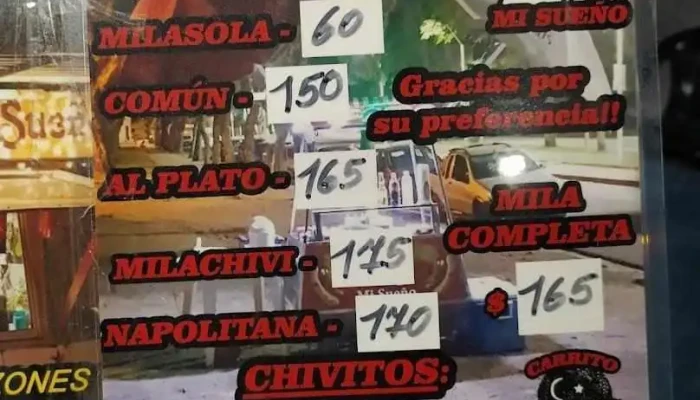 MILASOLA - 60
COMÚN - 150
AL PLATO - 165
MILACHIVI - 175
Mi Sueño
NAPOLITANA - 170
CHIVITOS:
MI SUEÑO
Gracias por
su preferencia!!
MILA
COMPLETA
$ 165
CARRITO